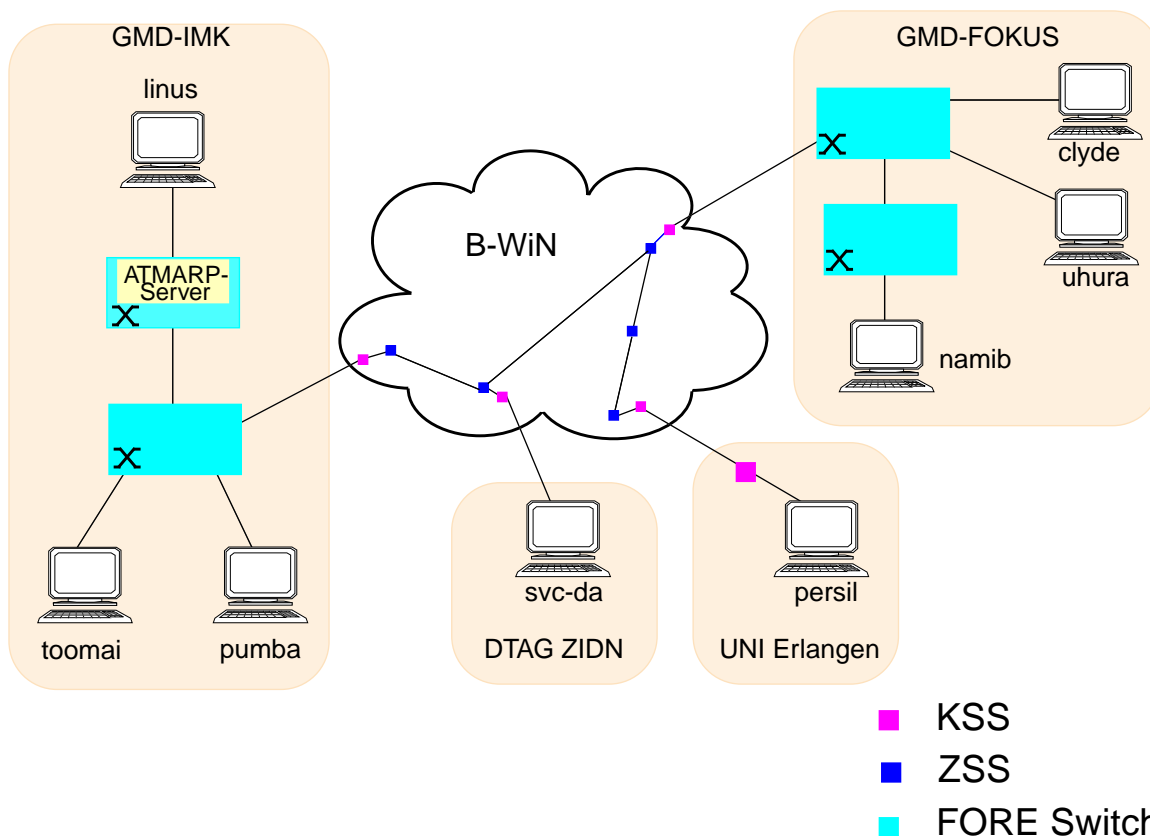 GMD-IMK
GMD-FOKUS
linus
clyde
B-WiN
ATMARP-
Server
uhura
namib
svc-da
persil
toomai
pumba
DTAG ZIDN
UNI Erlangen
KSS
ZSS
FORE Switch